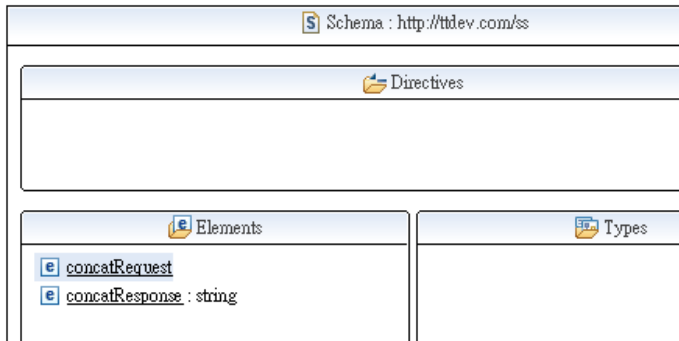 S Schema : http://ttdev.com/ss
Directives
e Elements
Types
e concatRequest
e concatResponse : string